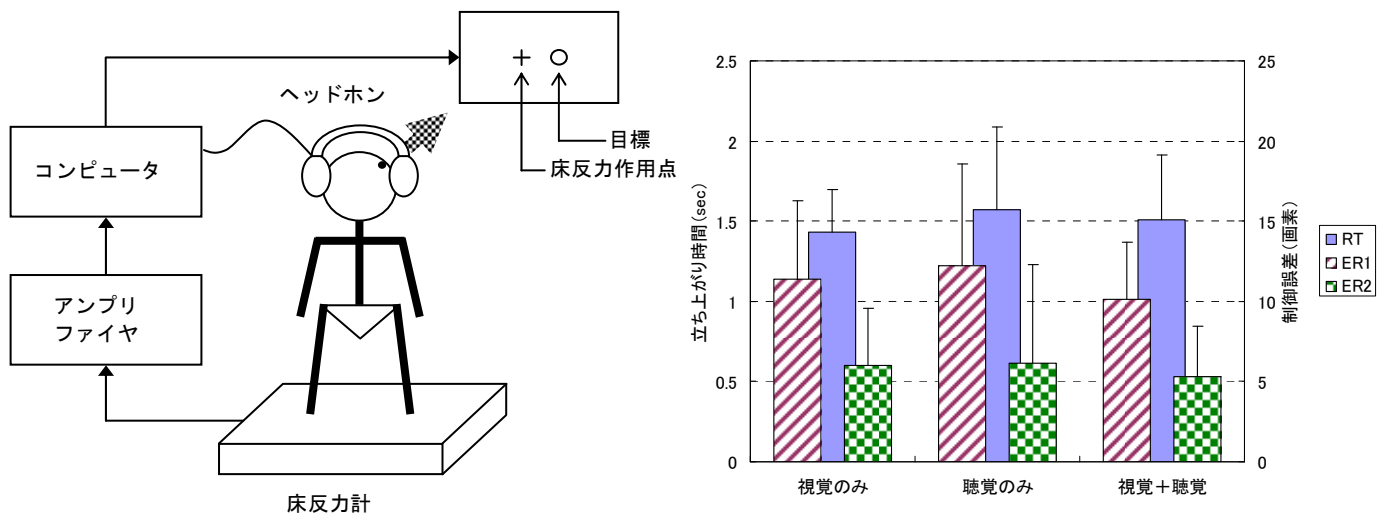 ヘッドホン
コンピュータ
アンプリ
ファイヤ
床反力計
目標
床反力作用点
立ち上がり時間(sec)
2.5
2
1.5
1
0.5
0
視覚のみ
聴覚のみ
視覚+聴覚
25
20
15
10
5
0
制御誤差(画素)
RT
ER1
ER2